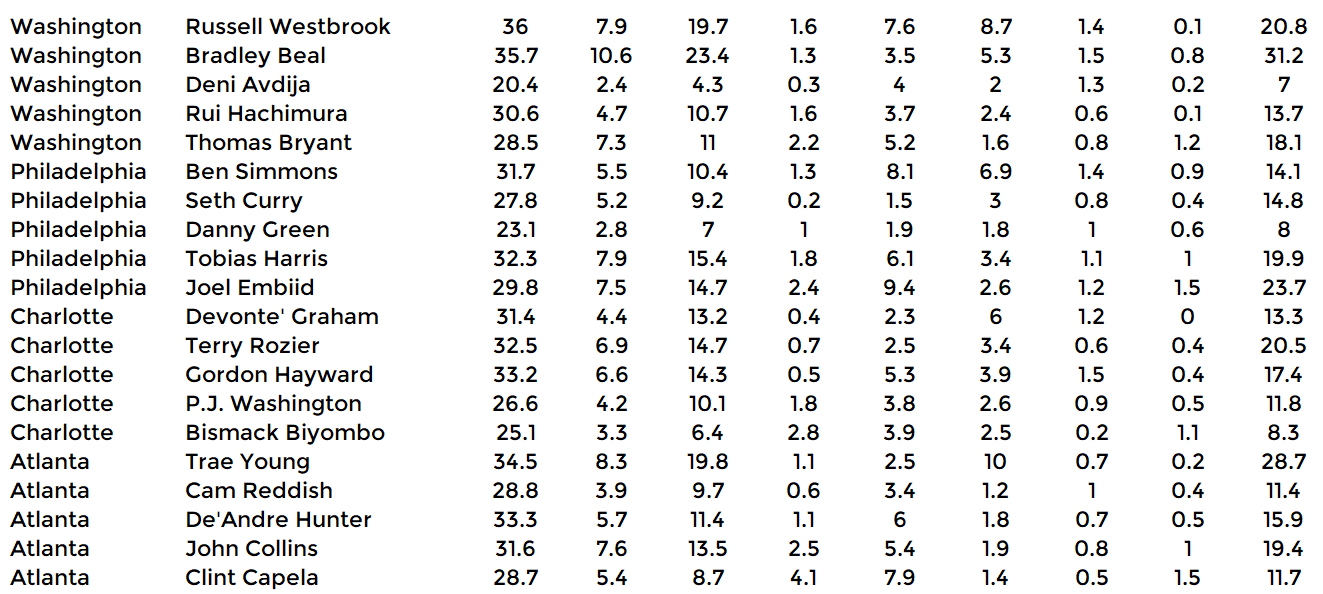 Washington Russell Westbrook 36 7.9 19.7 1.6 7.6 8.7 1.4 0.1 20.8
Washington Bradley Beal 35.7 10.6 23.4 1.3 3.5 5.3 1.5 0.8 31.2
Washington Deni Avdija 20.4 2.4 4.3 0.3 4 2 1.3 0.2 7
Washington Rui Hachimura 30.6 4.7 10.7 1.6 3.7 2.4 0.6 0.1 13.7
Washington Thomas Bryant 28.5 7.3 11 2.2 5.2 1.6 0.8 1.2 18.1
Philadelphia Ben Simmons 31.7 5.5 10.4 1.3 8.1 6.9 1.4 0.9 14.1
Philadelphia Seth Curry 27.8 5.2 9.2 0.2 1.5 3 0.8 0.4 14.8
Philadelphia Danny Green 23.1 2.8 7 1 1.9 1.8 1 0.6 8
Philadelphia Tobias Harris 32.3 7.9 15.4 1.8 6.1 3.4 1.1 1 19.9
Philadelphia Joel Embiid 29.8 7.5 14.7 2.4 9.4 2.6 1.2 1.5 23.7
Charlotte Devonte' Graham 31.4 4.4 13.2 0.4 2.3 6 1.2 0 13.3
Charlotte Terry Rozier 32.5 6.9 14.7 0.7 2.5 3.4 0.6 0.4 20.5
Charlotte Gordon Hayward 33.2 6.6 14.3 0.5 5.3 3.9 1.5 0.4 17.4
Charlotte P.J. Washington 26.6 4.2 10.1 1.8 3.8 2.6 0.9 0.5 11.8
Charlotte Bismack Biyombo 25.1 3.3 6.4 2.8 3.9 2.5 0.2 1.1 8.3
Atlanta Trae Young 34.5 8.3 19.8 1.1 2.5 10 0.7 0.2 28.7
Atlanta Cam Reddish 28.8 3.9 9.7 0.6 3.4 1.2 1 0.4 11.4
Atlanta De'Andre Hunter 33.3 5.7 11.4 1.1 6 1.8 0.7 0.5 15.9
Atlanta John Collins 31.6 7.6 13.5 2.5 5.4 1.9 0.8 1 19.4
Atlanta Clint Capela 28.7 5.4 8.7 4.1 7.9 1.4 0.5 1.5 11.7